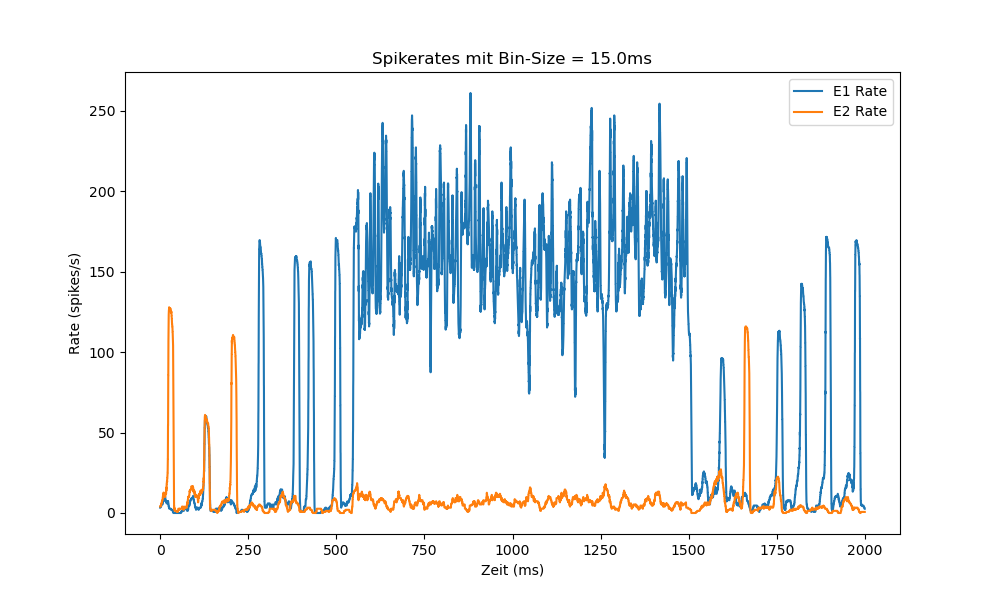 Spikerates mit Bin-Size = 15.0ms
E1 Rate
E2 Rate
Rate (spikes/s)
250
200
150
100
50
0
0 250 500 750 1000 1250 1500 1750 2000
Zeit (ms)